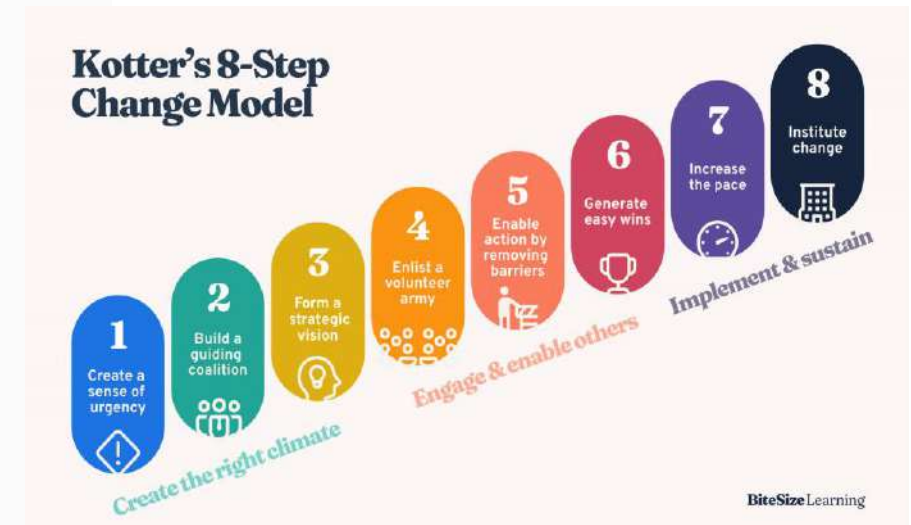 Kotter's 8-Step
Change Model
1
Create a
sense of
urgency
2
Build a
guiding
coalition
3
Form a
strategic
vision
Create the right climate
4
Enlist a
volunteer
army
5
Enable
action by
removing
barriers
6
Generate
easy wins
Engage & enable others
7
Increase
the pace
8
Institute
change
Implement & sustain
BiteSize Learning